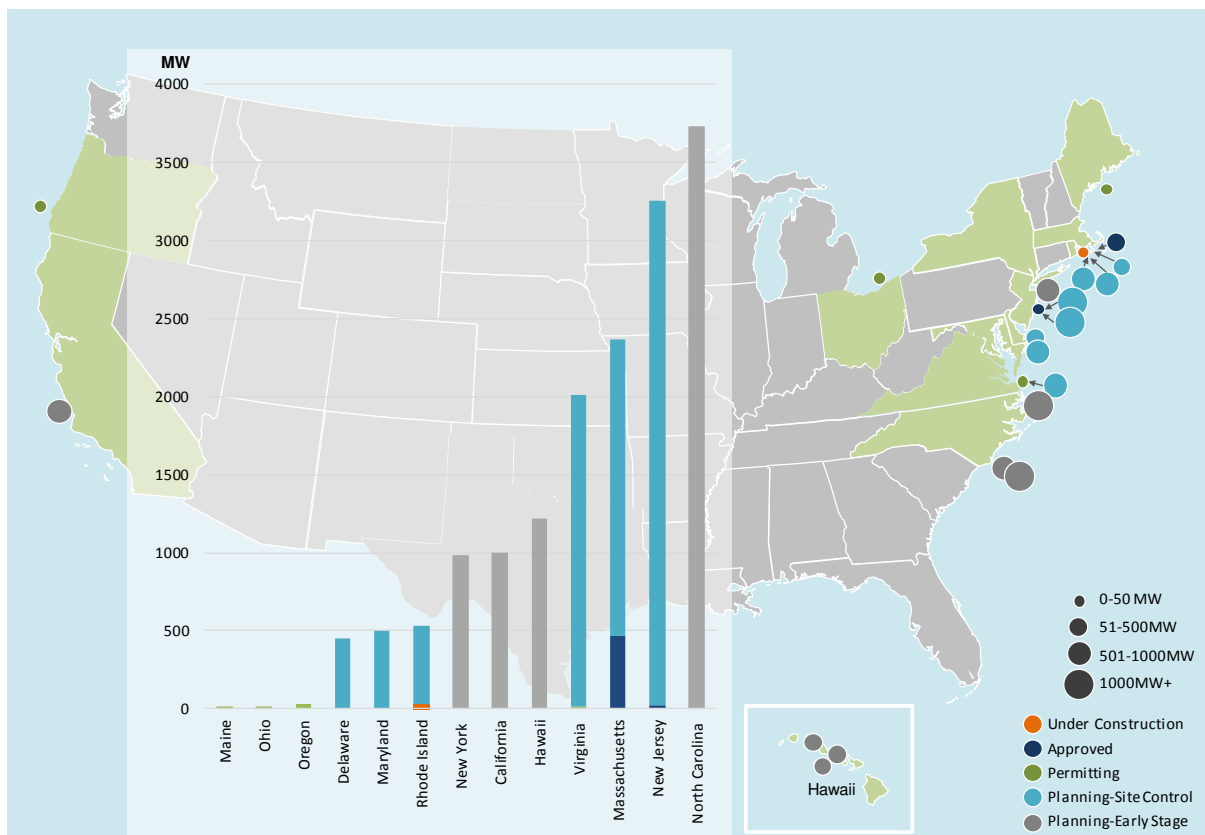 MW
4000
3500
3000
2500
2000
1500
1000
500
0
Maine
Ohio
Oregon
Delaware
Maryland
Rhode Island
New York
California
Hawaii
Virginia
Massachusetts
New Jersey
North Carolina
0-50 MW
51-500MW
501-1000MW
1000MW+
Under Construction
Approved
Permitting
Planning-Site Control
Planning-Early Stage
Hawaii